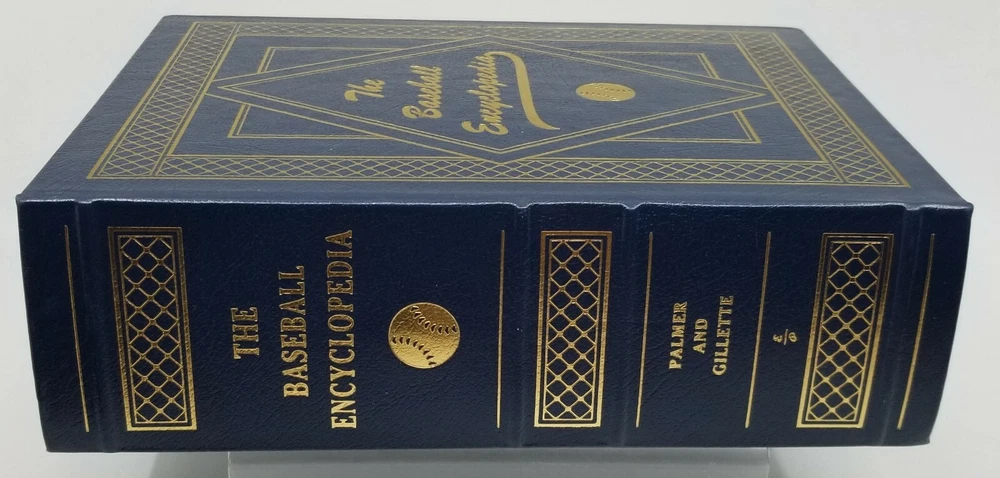 The
Baseball
Encyclopedia
THE
BASEBALL
ENCYCLOPEDIA
PALMER
AND
GILLETTE